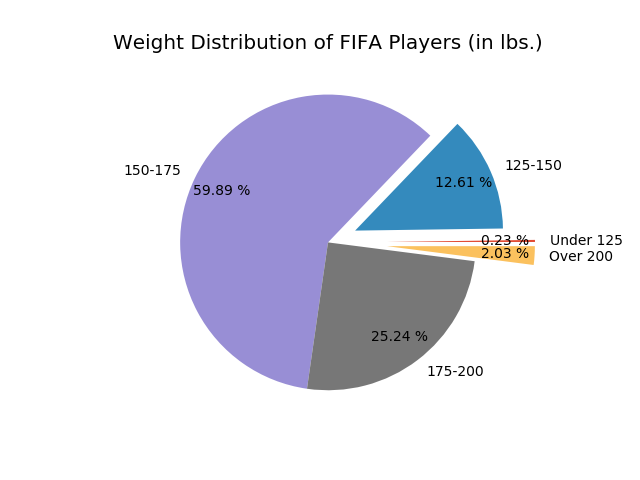 Weight Distribution of FIFA Players (in lbs.)
125-150
150-175
12.61 %
59.89 %
0.23 %
Under 125
2.03 %
Over 200
25.24 %
175-200